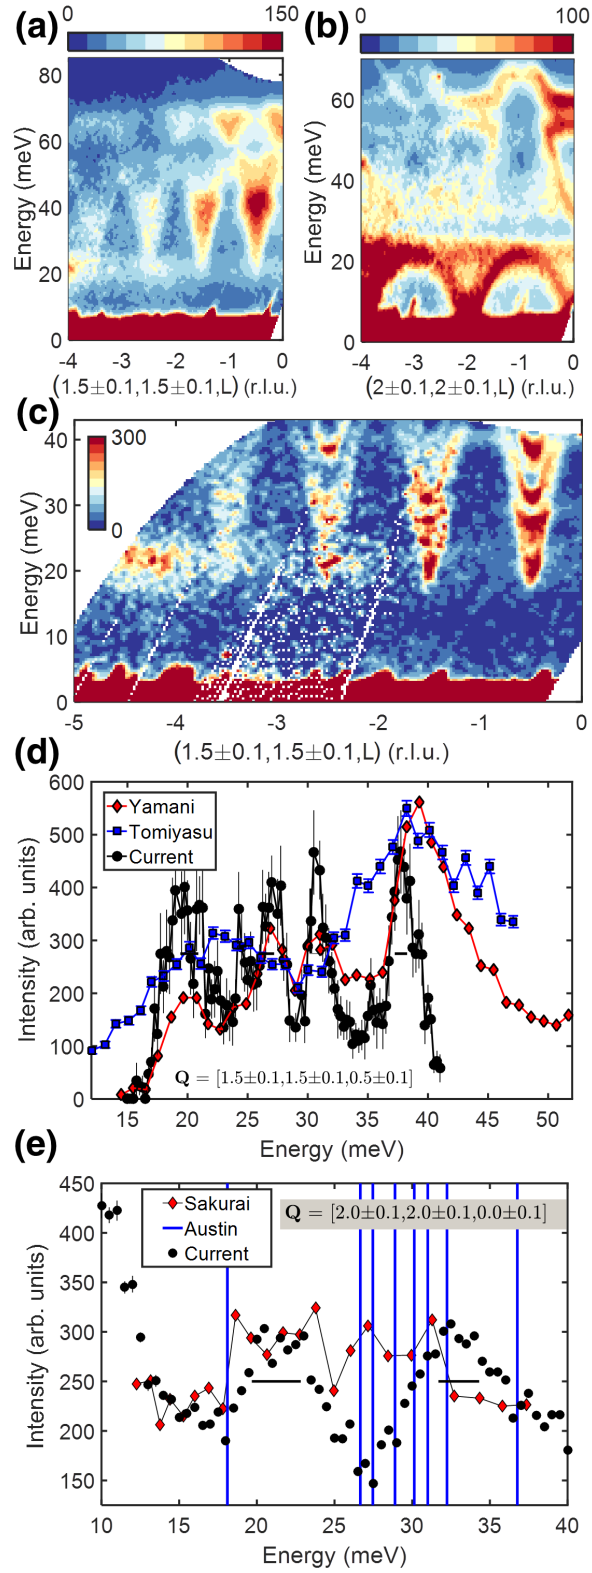 (a)
0 150
Energy (meV)
80
60
40
20
0
-4 -3 -2 -1 0
(1.5±0.1,1.5±0.1,L) (r.l.u.)
(b)
0 100
Energy (meV)
60
40
20
0
-4 -3 -2 -1 0
(2±0.1,2±0.1,L) (r.l.u.)
(c)
300
0
Energy (meV)
40
30
20
10
0
-5 -4 -3 -2 -1 0
(1.5±0.1,1.5±0.1,L) (r.l.u.)
(d)
Intensity (arb. units)
600
500
400
300
200
100
0
Yamani
Tomiyasu
Current
Q = [1.5±0.1,1.5±0.1,0.5±0.1]
15 20 25 30 35 40 45 50
Energy (meV)
(e)
Intensity (arb. units)
450
400
350
300
250
200
150
Sakurai
Austin
Current
Q = [2.0±0.1,2.0±0.1,0.0±0.1]
10 15 20 25 30 35 40
Energy (meV)